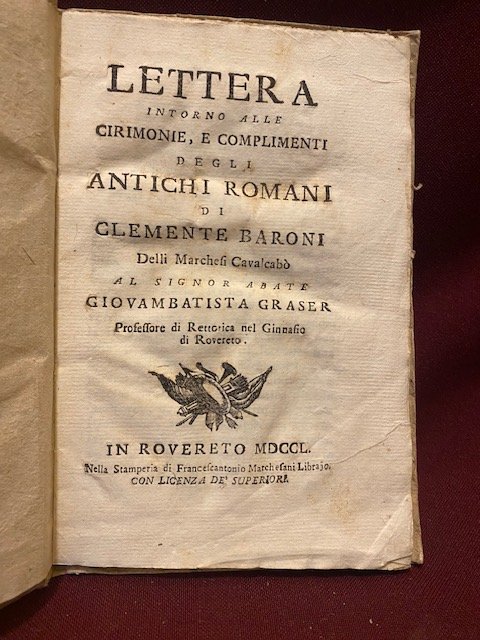 LETTERA
INTORNO ALLE
CIRIMONIE, E COMPLIMENTI
DEGLI
ANTICHI ROMANI
DI
CLEMENTE BARONI
Delli Marchesi Cavalcabò
AL SIGNOR ABATE
GIOVAMBATISTA GRASER
Professore di Rettorica nel Ginnasio
di Rovereto.
IN ROVERETO MDCCL.
Nella Stamperia di Francescantonio Marchesani Librajo.
CON LICENZA DE' SUPERIORI.